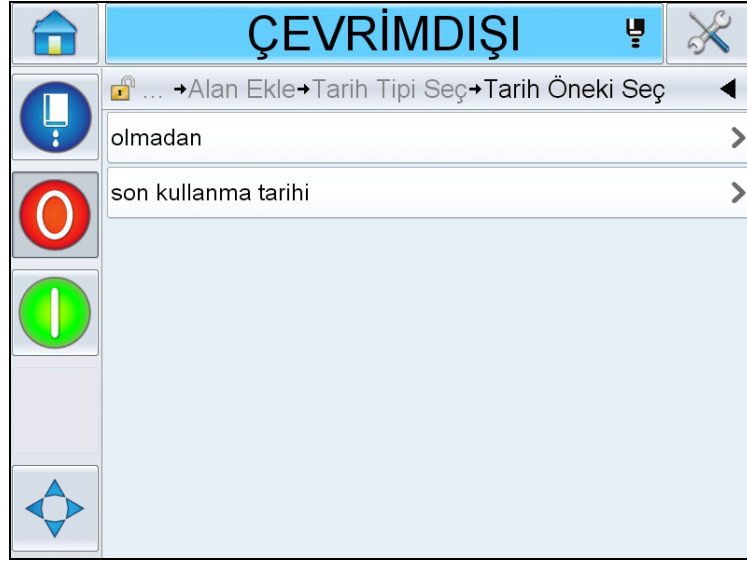 ÇEVRİMDIŞI
... →Alan Ekle→Tarih Tipi Seç→Tarih Öneki Seç
olmadan
son kullanma tarihi